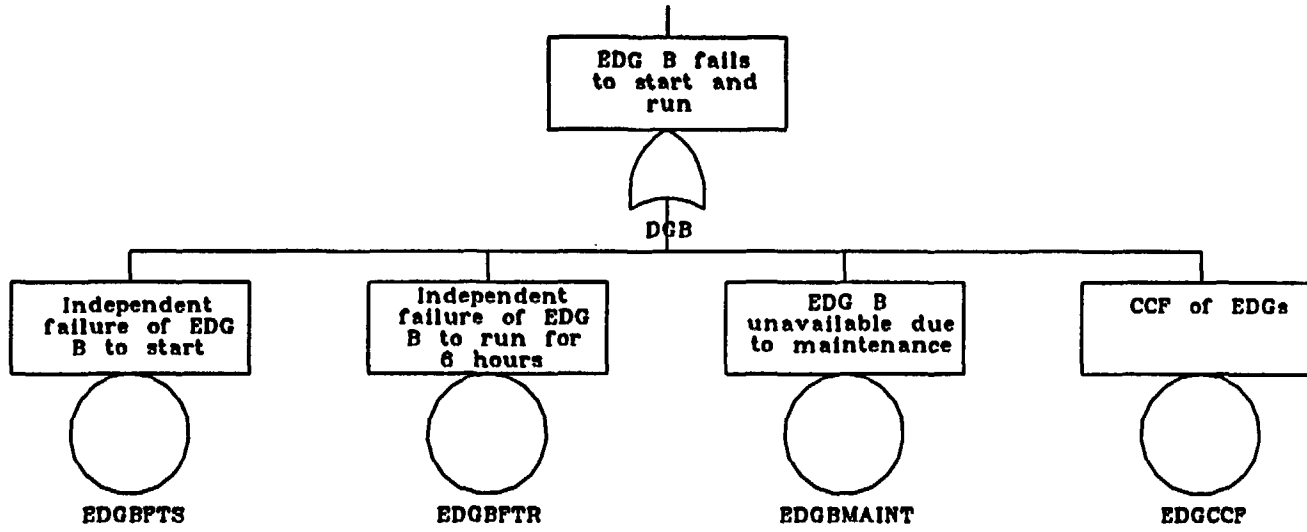 EDG B fails
to start and
run
DGB
Independent
failure of EDG
B to start
Independent
failure of EDG
B to run for
6 hours
EDG B
unavailable due
to maintenance
CCF of EDGs
EDGBFTS
EDGBFTR
EDGBMAINT
EDGCCF